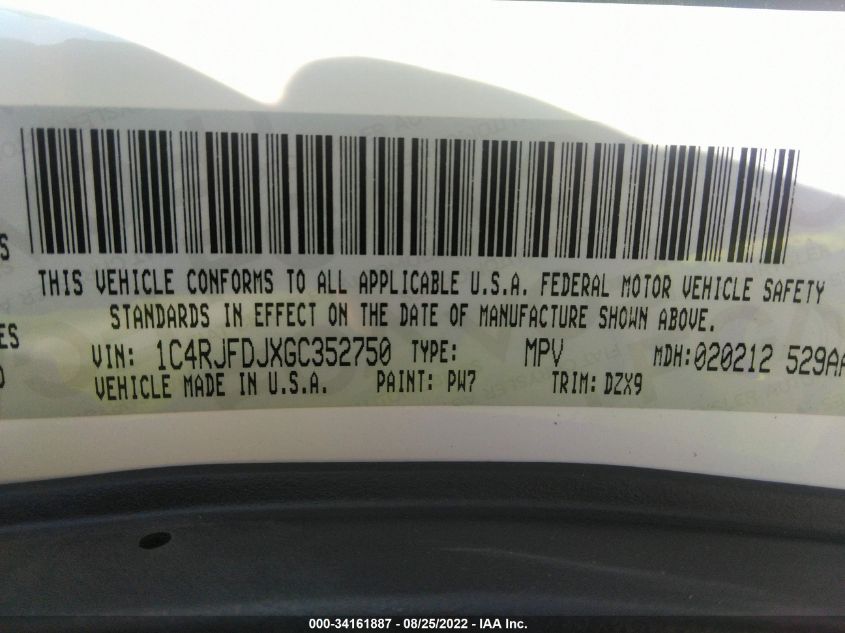 S
THIS VEHICLE CONFORMS TO ALL APPLICABLE U.S.A. FEDERAL MOTOR VEHICLE SAFETY
STANDARDS IN EFFECT ON THE DATE OF MANUFACTURE SHOWN ABOVE.
ES
VIN: 1C4RJFDJXGC352750 TYPE: MPV MDH:020212 529AA
VEHICLE MADE IN U.S.A. PAINT: PW7 TRIM: DZX9
000-34161887 - 08/25/2022 - IAA Inc.